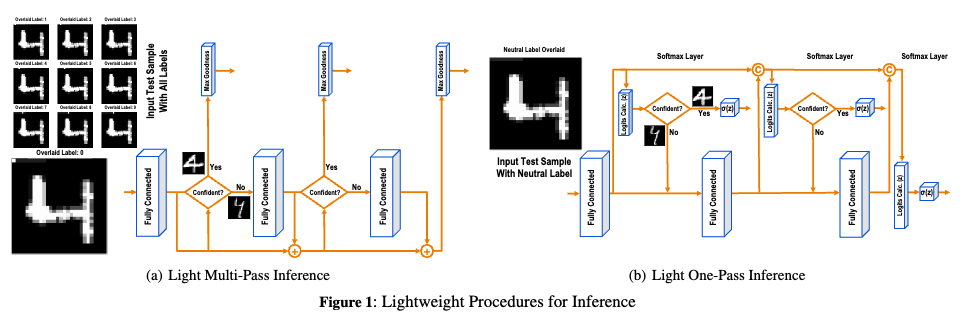 Overlaid Label: 1 Overlaid Label: 2 Overlaid Label: 3
Overlaid Label: 4 Overlaid Label: 5 Overlaid Label: 6
Overlaid Label: 7 Overlaid Label: 8 Overlaid Label: 9
Overlaid Label: 0
Input Test Sample
With All Labels
Fully Connected
Confident?
Yes
No
Max Goodness
Fully Connected
+
Confident?
Yes
No
Max Goodness
Fully Connected
+
Max Goodness
(a) Light Multi-Pass Inference
Neutral Label Overlaid
Input Test Sample
With Neutral Label
Fully Connected
Softmax Layer
Logits Calc. (z)
Confident?
Yes
No
σ(z)
Fully Connected
C
Softmax Layer
Logits Calc. (z)
Confident?
Yes
No
σ(z)
Fully Connected
C
Softmax Layer
Logits Calc. (z)
σ(z)
(b) Light One-Pass Inference
Figure 1: Lightweight Procedures for Inference